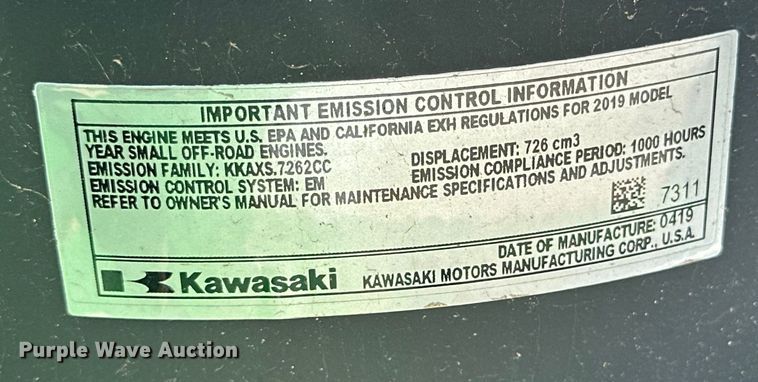 IMPORTANT EMISSION CONTROL INFORMATION
THIS ENGINE MEETS U.S. EPA AND CALIFORNIA EXH REGULATIONS FOR 2019 MODEL
YEAR SMALL OFF-ROAD ENGINES.
DISPLACEMENT: 726 cm3
EMISSION FAMILY: KKAXS.7262CC
EMISSION COMPLIANCE PERIOD: 1000 HOURS
EMISSION CONTROL SYSTEM: EM
REFER TO OWNER'S MANUAL FOR MAINTENANCE SPECIFICATIONS AND ADJUSTMENTS.
7311
DATE OF MANUFACTURE: 0419
Kawasaki KAWASAKI MOTORS MANUFACTURING CORP., U.S.A.
Purple Wave Auction